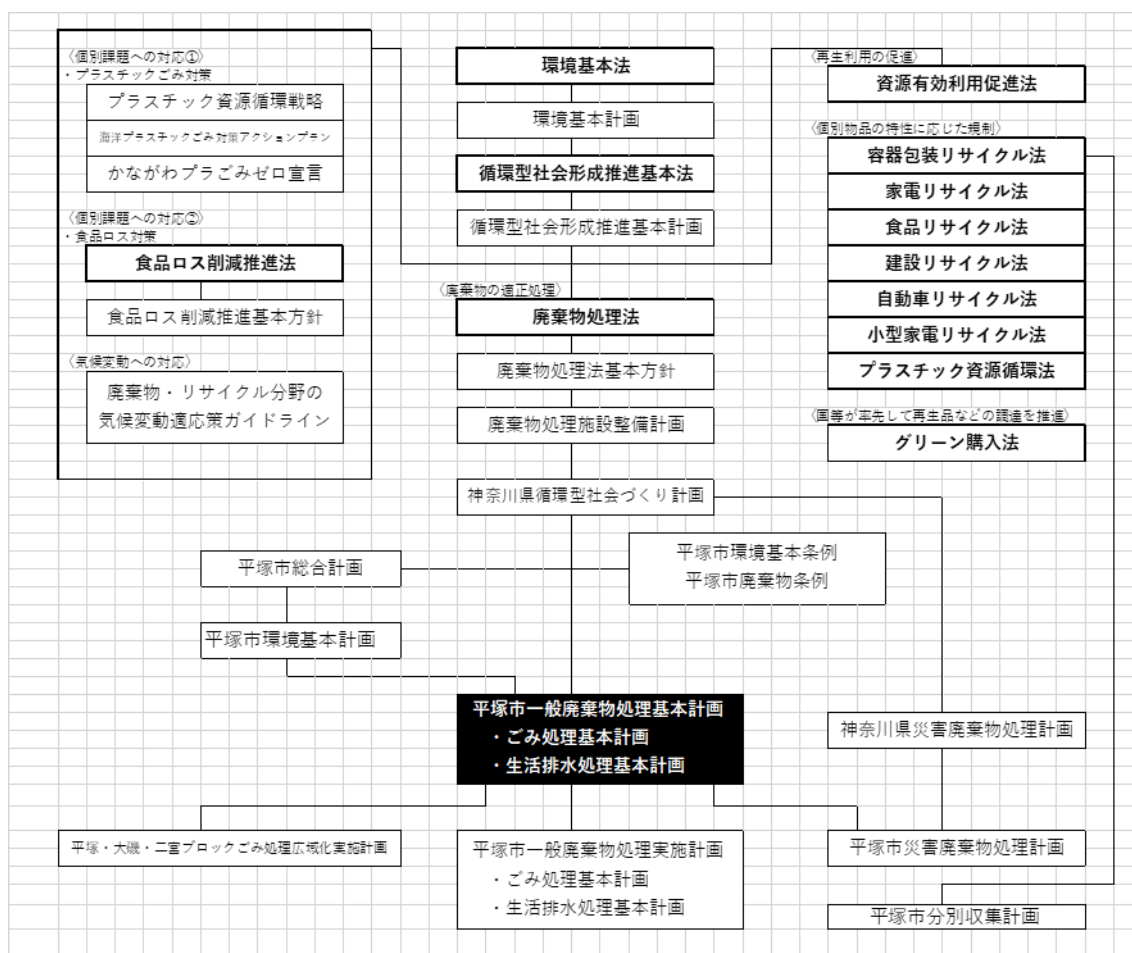 〈個別課題への対応①〉
・プラスチックごみ対策
プラスチック資源循環戦略
海洋プラスチックごみ対策アクションプラン
かながわプラごみゼロ宣言
〈個別課題への対応②〉
・食品ロス対策
食品ロス削減推進法
食品ロス削減推進基本方針
〈気候変動への対応〉
廃棄物・リサイクル分野の
気候変動適応策ガイドライン
環境基本法
環境基本計画
循環型社会形成推進基本法
循環型社会形成推進基本計画
〈廃棄物の適正処理〉
廃棄物処理法
廃棄物処理法基本方針
廃棄物処理施設整備計画
神奈川県循環型社会づくり計画
〈再生利用の促進〉
資源有効利用促進法
〈個別物品の特性に応じた規制〉
容器包装リサイクル法
家電リサイクル法
食品リサイクル法
建設リサイクル法
自動車リサイクル法
小型家電リサイクル法
プラスチック資源循環法
〈国等が率先して再生品などの調達を推進〉
グリーン購入法
平塚市総合計画
平塚市環境基本条例
平塚市廃棄物条例
平塚市環境基本計画
平塚市一般廃棄物処理基本計画
・ごみ処理基本計画
・生活排水処理基本計画
神奈川県災害廃棄物処理計画
平塚・大磯・二宮ブロックごみ処理広域化実施計画
平塚市一般廃棄物処理実施計画
・ごみ処理基本計画
・生活排水処理基本計画
平塚市災害廃棄物処理計画
平塚市分別収集計画